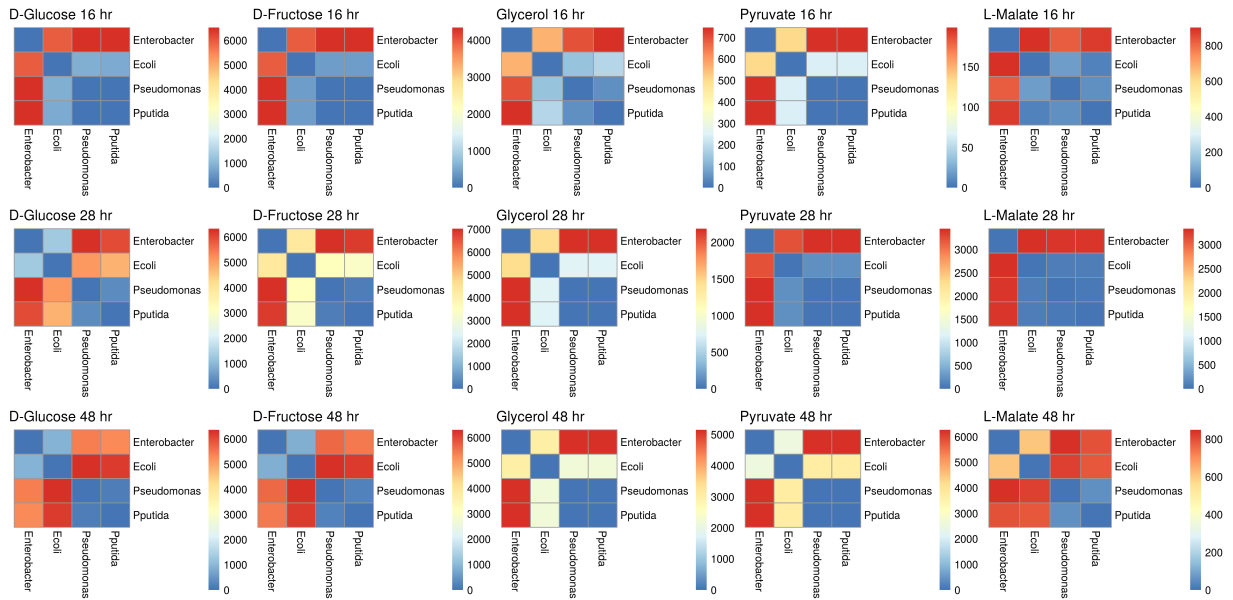 D-Glucose 16 hr
Enterobacter
Ecoli
Pseudomonas
Pputida
Enterobacter
Ecoli
Pseudomonas
Pputida
6000
5000
4000
3000
2000
1000
0
D-Fructose 16 hr
Enterobacter
Ecoli
Pseudomonas
Pputida
Enterobacter
Ecoli
Pseudomonas
Pputida
4000
3000
2000
1000
0
Glycerol 16 hr
Enterobacter
Ecoli
Pseudomonas
Pputida
Enterobacter
Ecoli
Pseudomonas
Pputida
700
600
500
400
300
200
100
0
Pyruvate 16 hr
Enterobacter
Ecoli
Pseudomonas
Pputida
Enterobacter
Ecoli
Pseudomonas
Pputida
150
100
50
0
L-Malate 16 hr
Enterobacter
Ecoli
Pseudomonas
Pputida
Enterobacter
Ecoli
Pseudomonas
Pputida
800
600
400
200
0
D-Glucose 28 hr
Enterobacter
Ecoli
Pseudomonas
Pputida
Enterobacter
Ecoli
Pseudomonas
Pputida
6000
5000
4000
3000
2000
1000
0
D-Fructose 28 hr
Enterobacter
Ecoli
Pseudomonas
Pputida
Enterobacter
Ecoli
Pseudomonas
Pputida
7000
6000
5000
4000
3000
2000
1000
0
Glycerol 28 hr
Enterobacter
Ecoli
Pseudomonas
Pputida
Enterobacter
Ecoli
Pseudomonas
Pputida
2000
1500
1000
500
0
Pyruvate 28 hr
Enterobacter
Ecoli
Pseudomonas
Pputida
Enterobacter
Ecoli
Pseudomonas
Pputida
3000
2500
2000
1500
1000
500
0
L-Malate 28 hr
Enterobacter
Ecoli
Pseudomonas
Pputida
Enterobacter
Ecoli
Pseudomonas
Pputida
3000
2500
2000
1500
1000
500
0
D-Glucose 48 hr
Enterobacter
Ecoli
Pseudomonas
Pputida
Enterobacter
Ecoli
Pseudomonas
Pputida
6000
5000
4000
3000
2000
1000
0
D-Fructose 48 hr
Enterobacter
Ecoli
Pseudomonas
Pputida
Enterobacter
Ecoli
Pseudomonas
Pputida
6000
5000
4000
3000
2000
1000
0
Glycerol 48 hr
Enterobacter
Ecoli
Pseudomonas
Pputida
Enterobacter
Ecoli
Pseudomonas
Pputida
5000
4000
3000
2000
1000
0
Pyruvate 48 hr
Enterobacter
Ecoli
Pseudomonas
Pputida
Enterobacter
Ecoli
Pseudomonas
Pputida
6000
5000
4000
3000
2000
1000
0
L-Malate 48 hr
Enterobacter
Ecoli
Pseudomonas
Pputida
Enterobacter
Ecoli
Pseudomonas
Pputida
800
600
400
200
0